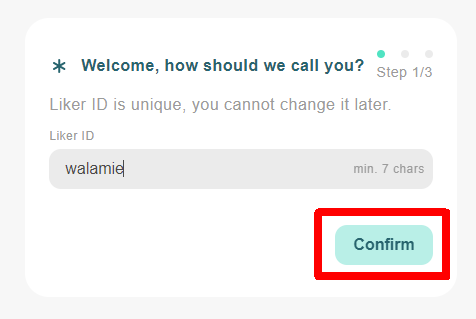 Welcome, how should we call you?
Step 1/3
Liker ID is unique, you cannot change it later.
Liker ID
walamie
min. 7 chars
Confirm